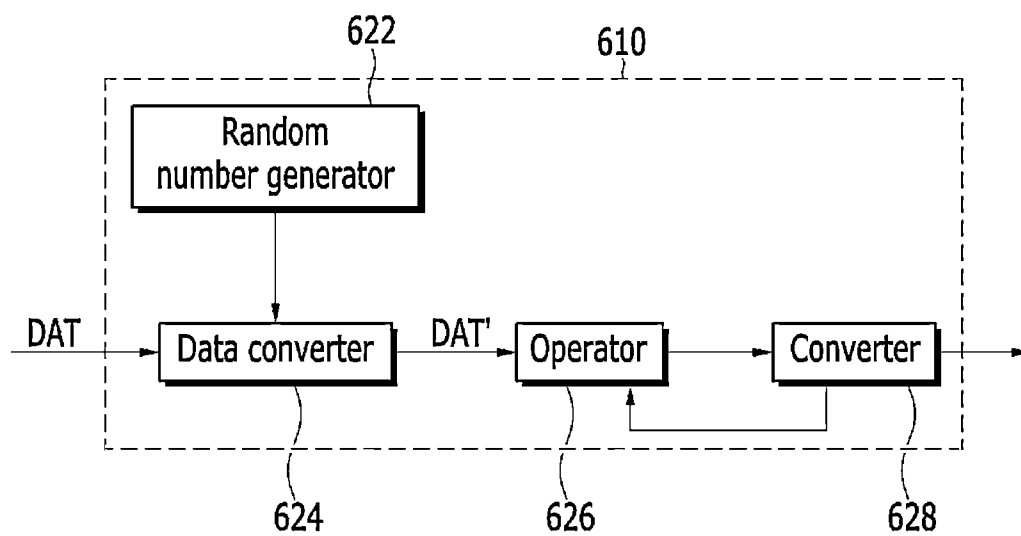 622
610
Random
number generator
DAT
Data converter
DAT'
Operator
Converter
624
626
628